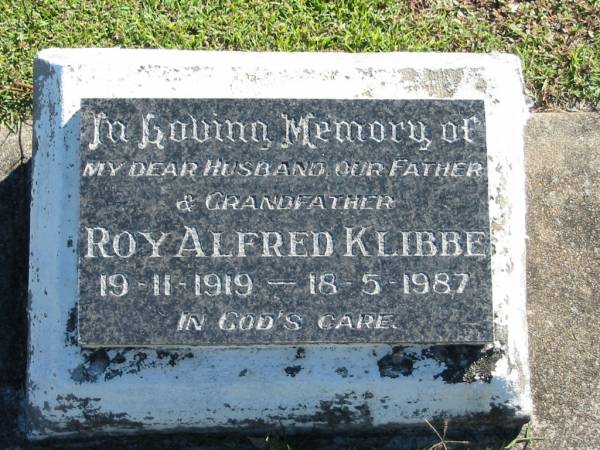 In Loving Memory of
MY DEAR HUSBAND, OUR FATHER
& GRANDFATHER
ROY ALFRED KLIBBE
19-11-1919 — 18-5-1987
IN GOD'S CARE.